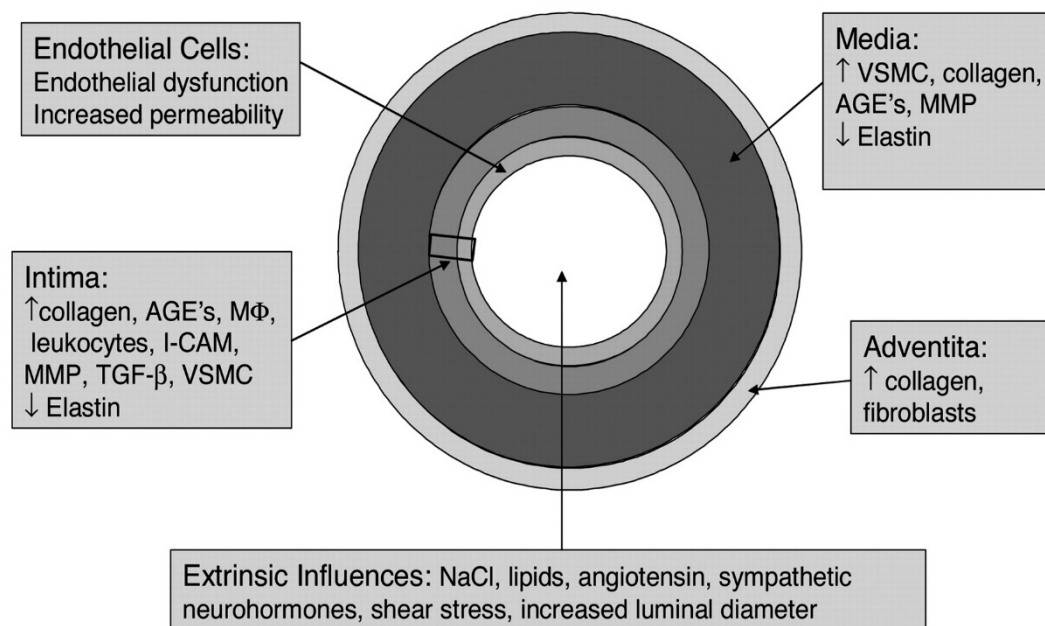 Endothelial Cells:
Endothelial dysfunction
Increased permeability
Media:
↑ VSMC, collagen,
AGE's, MMP
↓ Elastin
Intima:
↑collagen, AGE's, MΦ,
leukocytes, I-CAM,
MMP, TGF-β, VSMC
↓ Elastin
Adventita:
↑ collagen,
fibroblasts
Extrinsic Influences: NaCl, lipids, angiotensin, sympathetic
neurohormones, shear stress, increased luminal diameter